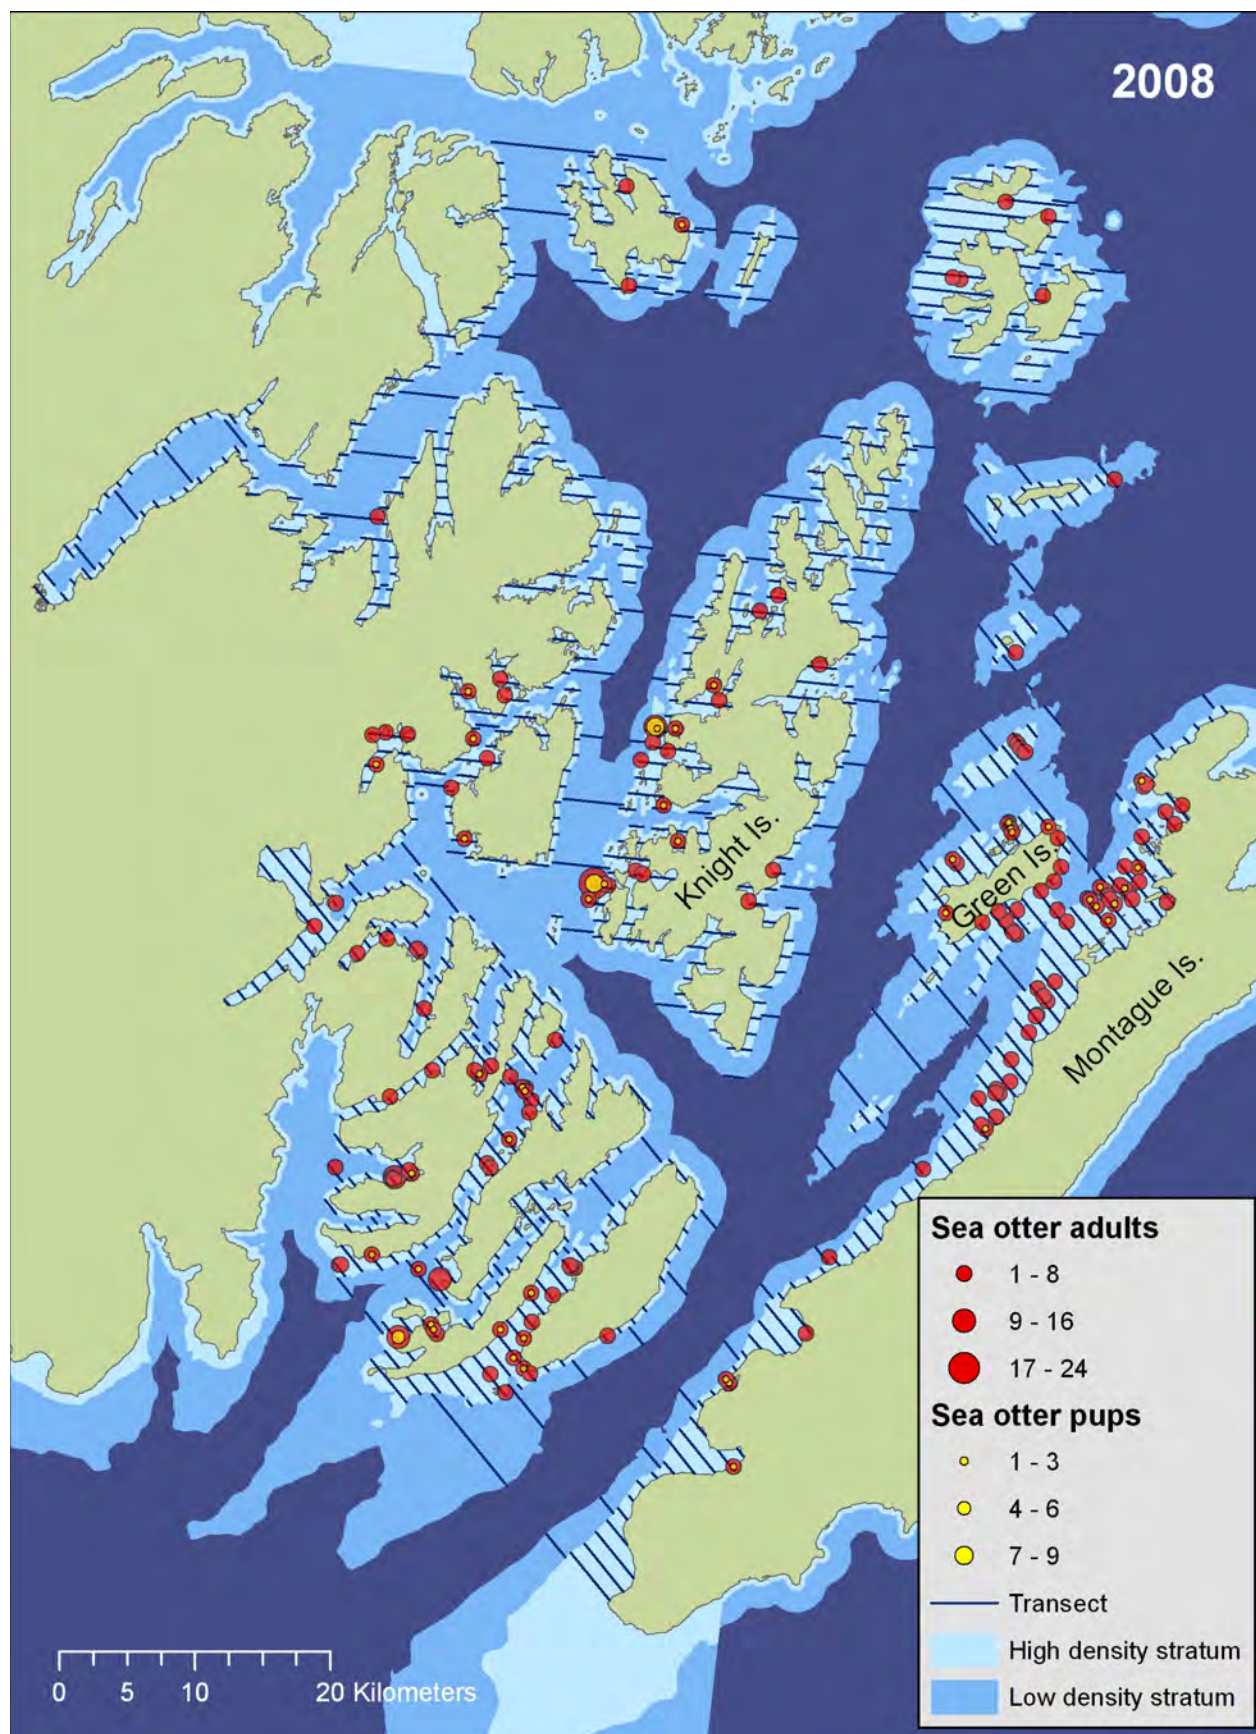 2008
Knight Is.
Green Is.
Montague Is.
Sea otter adults
1 - 8
9 - 16
17 - 24
Sea otter pups
1 - 3
4 - 6
7 - 9
Transect
High density stratum
Low density stratum
0 5 10 20 Kilometers